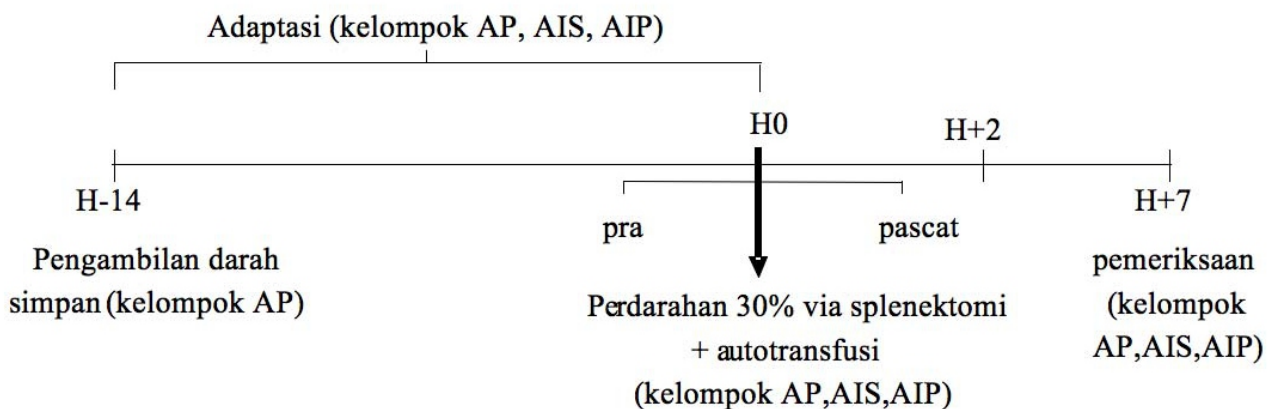 Adaptasi (kelompok AP, AIS, AIP)
H0
H+2
H-14
H+7
pra
pascat
Pengambilan darah
simpan (kelompok AP)
Perdarahan 30% via splenektomi
+ autotransfusi
(kelompok AP,AIS,AIP)
pemeriksaan
(kelompok
AP,AIS,AIP)